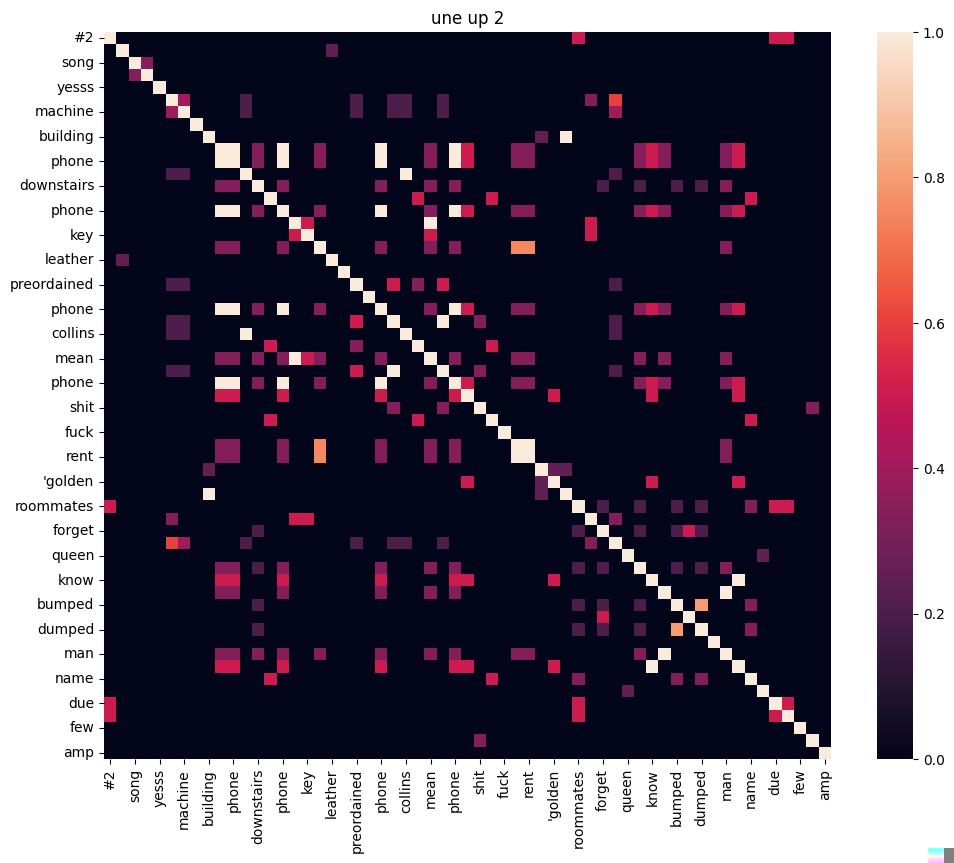 une up 2
#2
song
yesss
machine
building
phone
downstairs
phone
key
leather
preordained
phone
collins
mean
phone
shit
fuck
rent
'golden
roommates
forget
queen
know
bumped
dumped
man
name
due
few
amp
1.0
0.8
0.6
0.4
0.2
0.0
#2
song
yesss
machine
building
phone
downstairs
phone
key
leather
preordained
phone
collins
mean
phone
shit
fuck
rent
'golden
roommates
forget
queen
know
bumped
dumped
man
name
due
few
amp